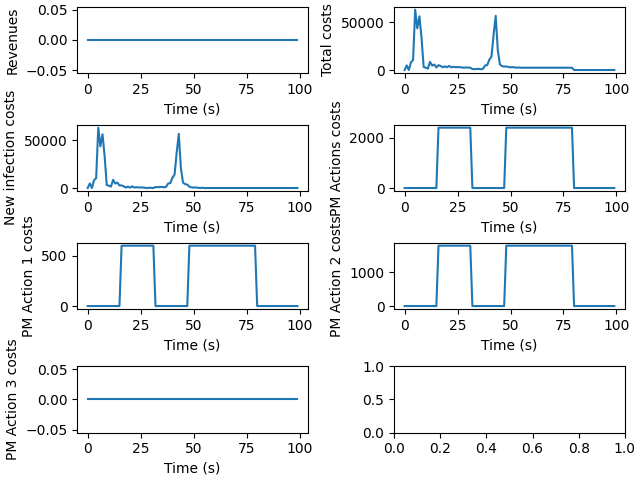 Revenues
0.05
0.00
−0.05
0 25 50 75 100
Time (s)
Total costs
50000
0
0 25 50 75 100
Time (s)
New infection costs
50000
0
0 25 50 75 100
Time (s)
PM Actions costs
2000
0
0 25 50 75 100
Time (s)
PM Action 1 costs
500
0
0 25 50 75 100
Time (s)
PM Action 2 costs
1000
0
0 25 50 75 100
Time (s)
PM Action 3 costs
0.05
0.00
−0.05
0 25 50 75 100
Time (s)
1.0
0.5
0.0
0.0 0.2 0.4 0.6 0.8 1.0